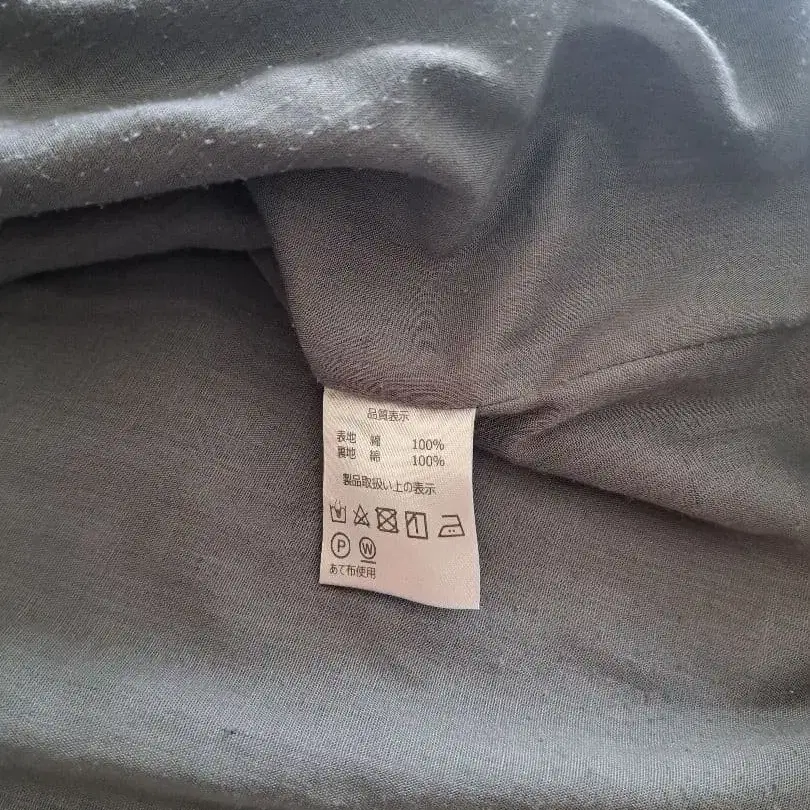 品質表示
表地 綿 100%
裏地 綿 100%
製品取扱い上の表示
P W
あて布使用